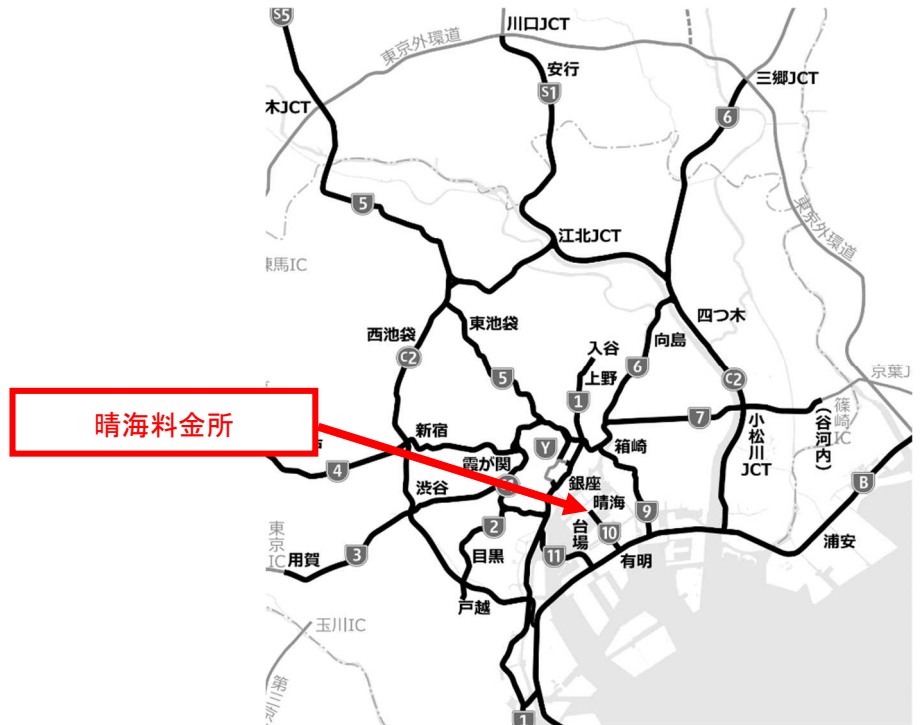 S5
川口JCT
東京外環道
安行
三郷JCT
S1
木JCT
6
5
東京外環道
江北JCT
東馬IC
四つ木
東池袋
向島
西池袋
入谷
C2
上野
6
京葉J
5
C2
1
晴海料金所
7
篠崎IC
(谷河内)
小松川JCT
新宿
箱崎
Y
霞が関
4
銀座
B
渋谷
晴海
9
2
台場
10
東京IC
浦安
3
用賀
目黒
11
有明
戸越
玉川IC
第三京
1